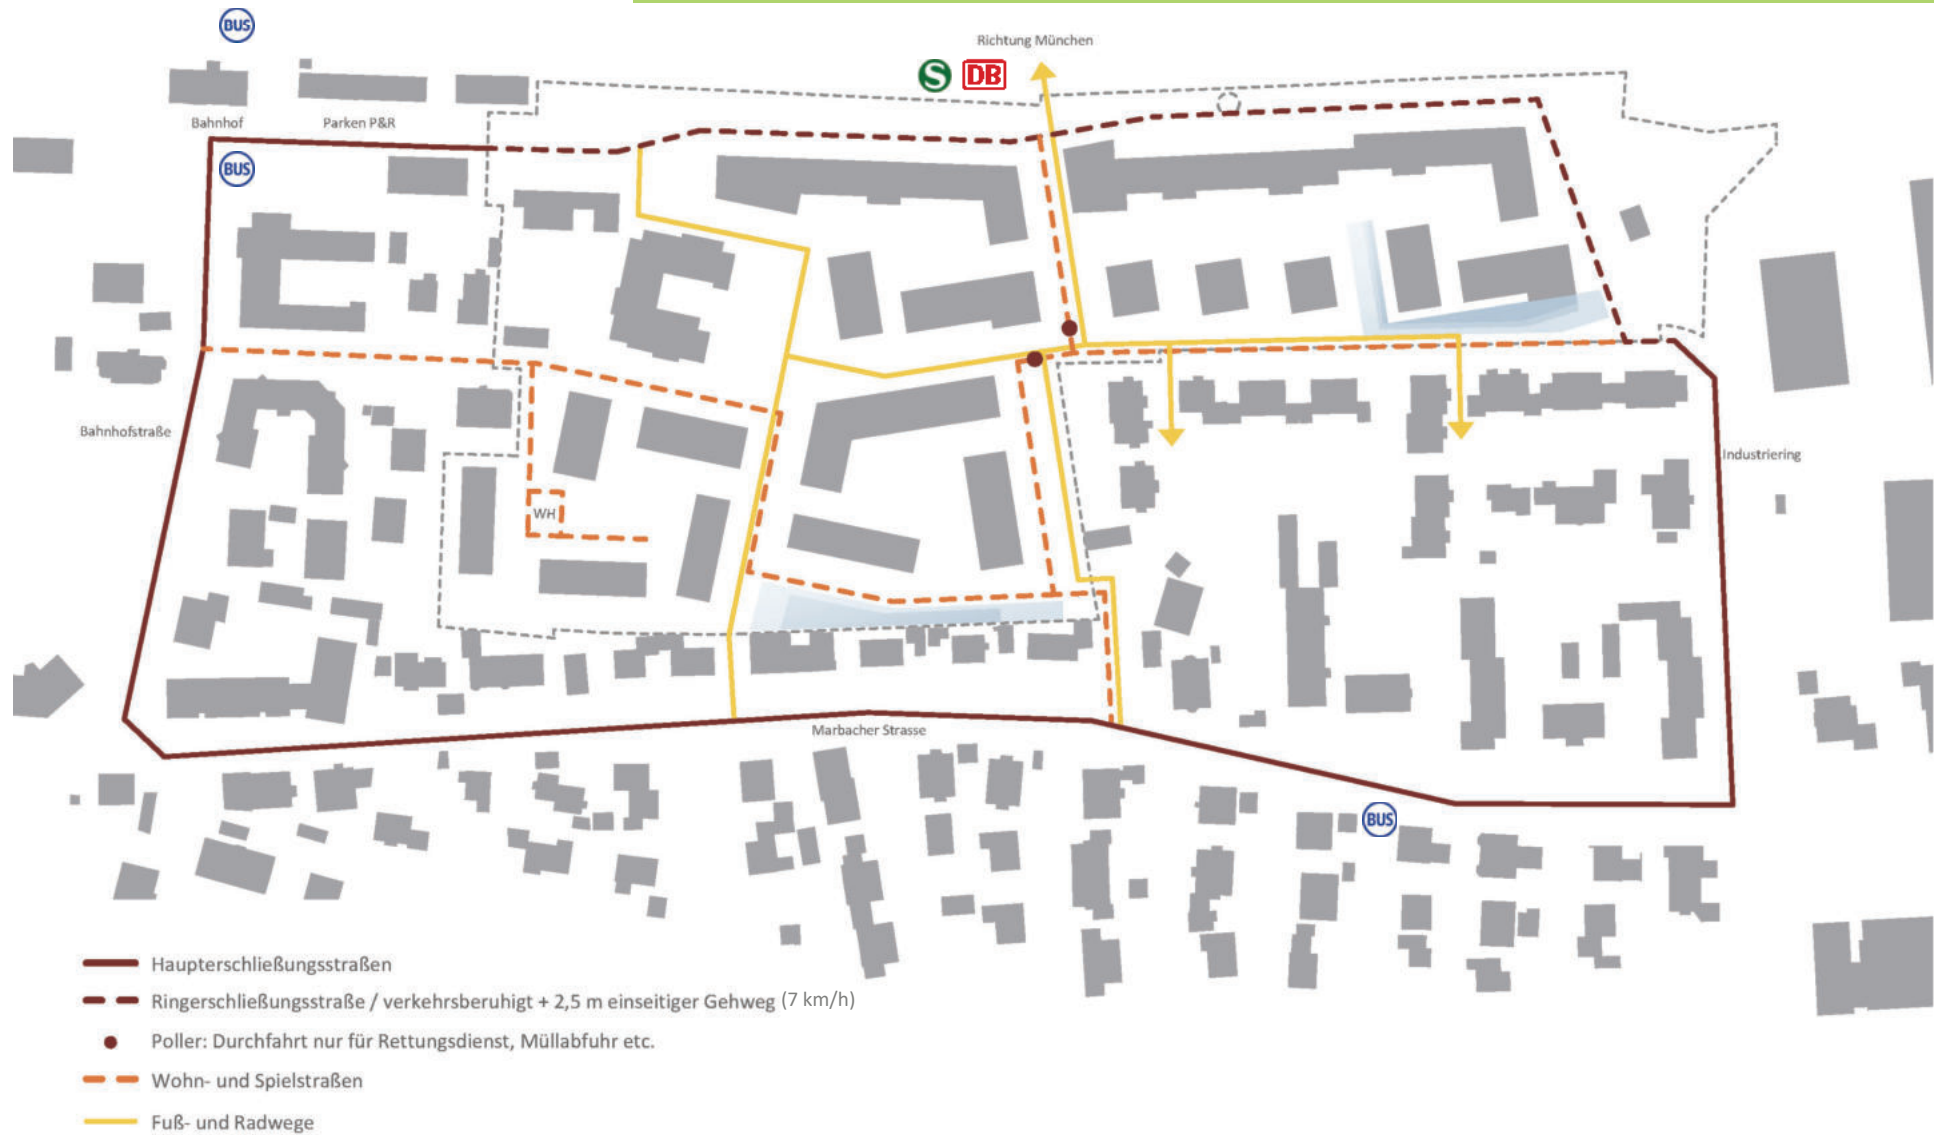 BUS
Richtung München
S
DB
Bahnhof
Parken P&R
BUS
Bahnhofstraße
Industriering
WH
Marbacher Strasse
BUS
Haupterschließungsstraßen
Ringerschließungsstraße / verkehrsberuhigt + 2,5 m einseitiger Gehweg (7 km/h)
Poller: Durchfahrt nur für Rettungsdienst, Müllabfuhr etc.
Wohn- und Spielstraßen
Fuß- und Radwege